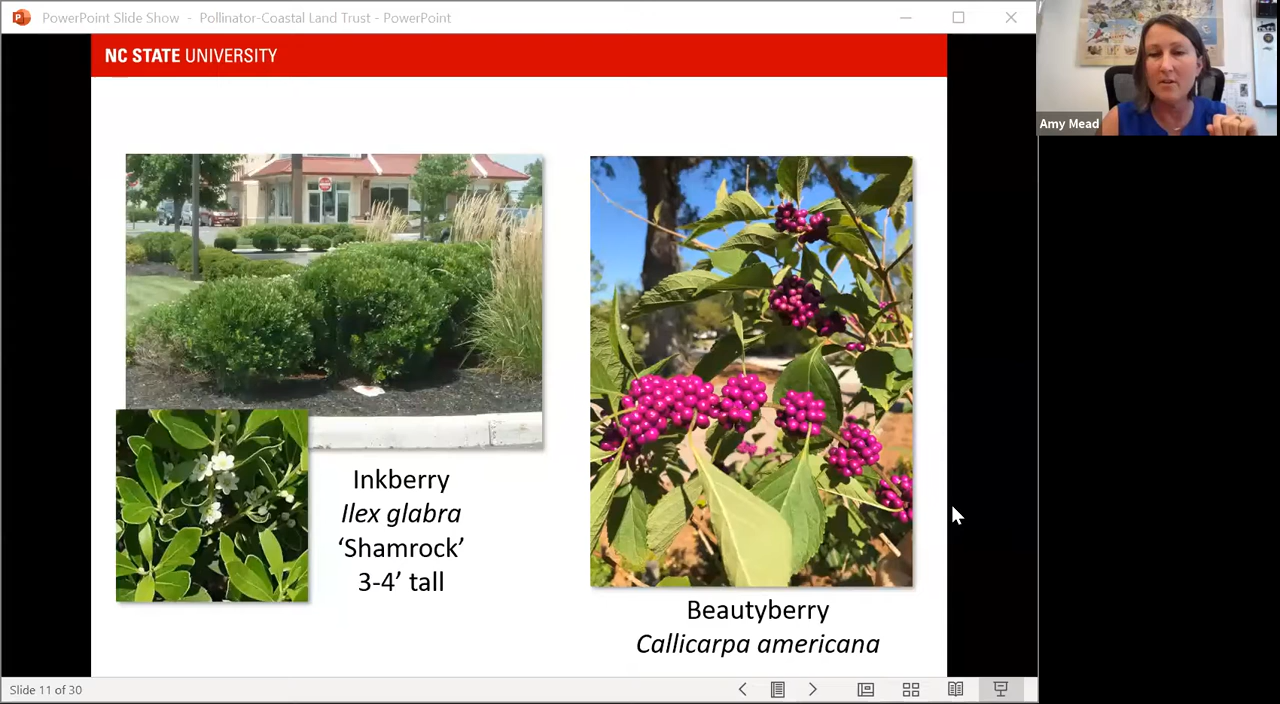 PowerPoint Slide Show - Pollinator-Coastal Land Trust - PowerPoint
NC STATE UNIVERSITY
Amy Mead
Inkberry
Ilex glabra
‘Shamrock’
3-4’ tall
Beautyberry
Callicarpa americana
Slide 11 of 30